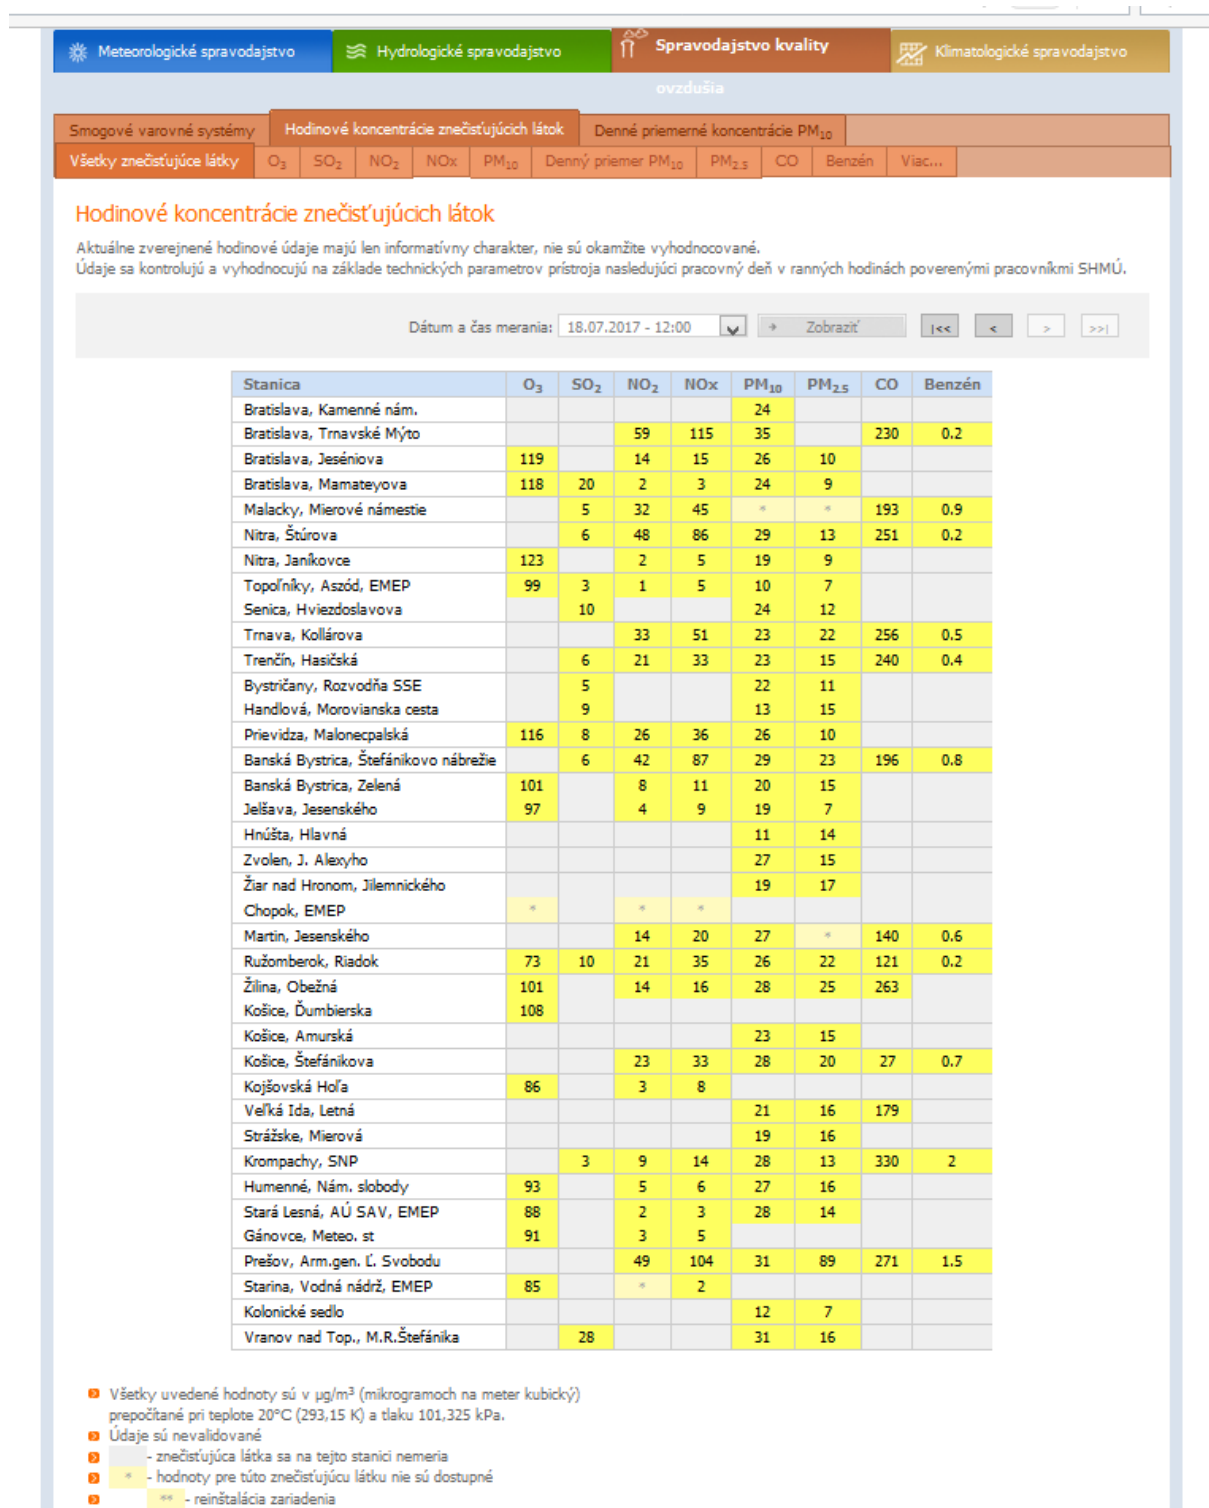 Meteorologické spravodajstvo Hydrologické spravodajstvo Spravodajstvo kvality Klimatologické spravodajstvo
ovzdušia
Smogové varovné systémy Hodinové koncentrácie znečisťujúcich látok Denné priemerné koncentrácie PM10
Všetky znečisťujúce látky O3 SO2 NO2 NOx PM10 Denný priemer PM10 PM2.5 CO Benzén Viac...
Hodinové koncentrácie znečisťujúcich látok
Aktuálne zverejnené hodinové údaje majú len informatívny charakter, nie sú okamžite vyhodnocované.
Údaje sa kontrolujú a vyhodnocujú na základe technických parametrov prístroja nasledujúci pracovný deň v ranných hodinách poverenými pracovníkmi SHMÚ.
Dátum a čas merania: 18.07.2017 - 12:00 Zobraziť |<< < > >>|
Stanica O3 SO2 NO2 NOx PM10 PM2.5 CO Benzén
Bratislava, Kamenné nám. 24
Bratislava, Trnavské Mýto 59 115 35 230 0.2
Bratislava, Jeséniova 119 14 15 26 10
Bratislava, Mamateyova 118 20 2 3 24 9
Malacky, Mierové námestie 5 32 45 * * 193 0.9
Nitra, Štúrova 6 48 86 29 13 251 0.2
Nitra, Janíkovce 123 2 5 19 9
Topoľníky, Aszód, EMEP 99 3 1 5 10 7
Senica, Hviezdoslavova 10 24 12
Trnava, Kollárova 33 51 23 22 256 0.5
Trenčín, Hasičská 6 21 33 23 15 240 0.4
Bystričany, Rozvodňa SSE 5 22 11
Handlová, Morovianska cesta 9 13 15
Prievidza, Malonecpalská 116 8 26 36 26 10
Banská Bystrica, Štefánikovo nábrežie 6 42 87 29 23 196 0.8
Banská Bystrica, Zelená 101 8 11 20 15
Jelšava, Jesenského 97 4 9 19 7
Hnúšta, Hlavná 11 14
Zvolen, J. Alexyho 27 15
Žiar nad Hronom, Jilemnického 19 17
Chopok, EMEP * * *
Martin, Jesenského 14 20 27 * 140 0.6
Ružomberok, Riadok 73 10 21 35 26 22 121 0.2
Žilina, Obežná 101 14 16 28 25 263
Košice, Ďumbierska 108
Košice, Amurská 23 15
Košice, Štefánikova 23 33 28 20 27 0.7
Kojšovská Hoľa 86 3 8
Veľká Ida, Letná 21 16 179
Strážske, Mierová 19 16
Krompachy, SNP 3 9 14 28 13 330 2
Humenné, Nám. slobody 93 5 6 27 16
Stará Lesná, AÚ SAV, EMEP 88 2 3 28 14
Gánovce, Meteo. st 91 3 5
Prešov, Arm.gen. Ľ. Svobodu 49 104 31 89 271 1.5
Starina, Vodná nádrž, EMEP 85 * 2
Kolonické sedlo 12 7
Vranov nad Top., M.R.Štefánika 28 31 16
Všetky uvedené hodnoty sú v µg/m³ (mikrogramoch na meter kubický)
prepočítané pri teplote 20°C (293,15 K) a tlaku 101,325 kPa.
Údaje sú nevalidované
- znečisťujúca látka sa na tejto stanici nemeria
* - hodnoty pre túto znečisťujúcu látku nie sú dostupné
** - reinštalácia zariadenia